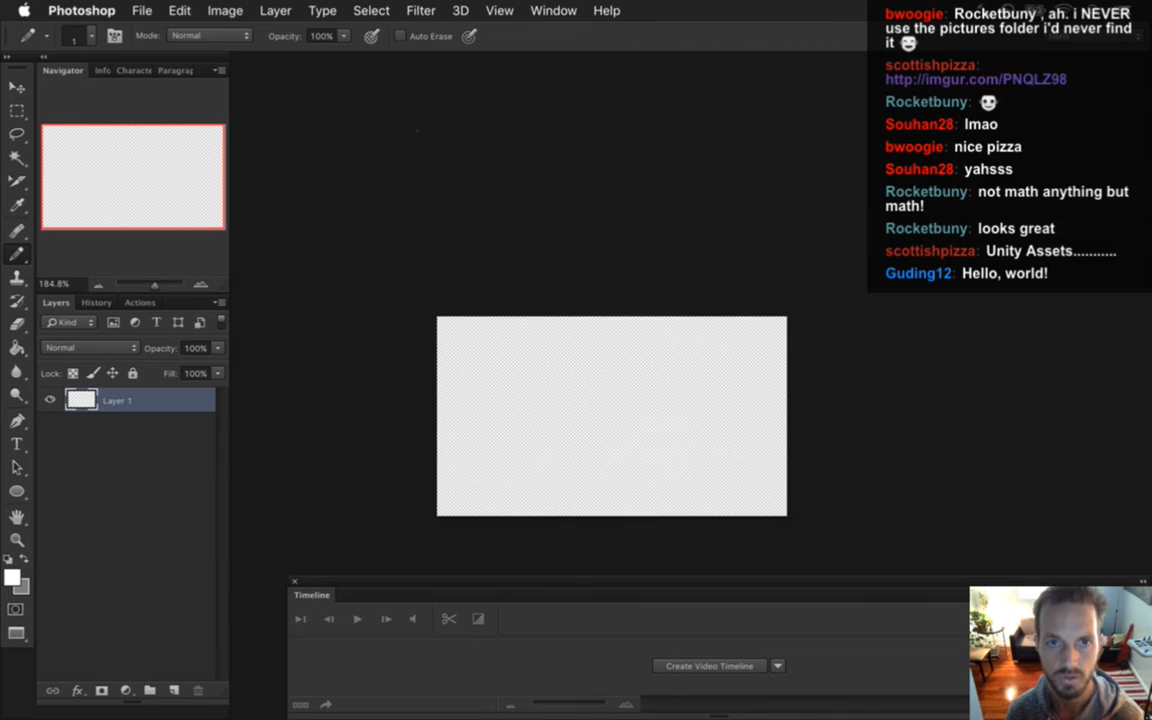 Photoshop File Edit Image Layer Type Select Filter 3D View Window Help
1 Mode: Normal Opacity: 100% Auto Erase
Navigator Info Characte Paragrap
184.8%
Layers History Actions
Kind
Normal Opacity: 100%
Lock: Fill: 100%
Layer 1
bwoogie: Rocketbuny , ah. i NEVER
use the pictures folder i'd never find
it
scottishpizza:
http://imgur.com/PNQLZ98
Rocketbuny:
Souhan28: lmao
bwoogie: nice pizza
Souhan28: yahsss
Rocketbuny: not math anything but
math!
Rocketbuny: looks great
scottishpizza: Unity Assets...........
Guding12: Hello, world!
Timeline
Create Video Timeline